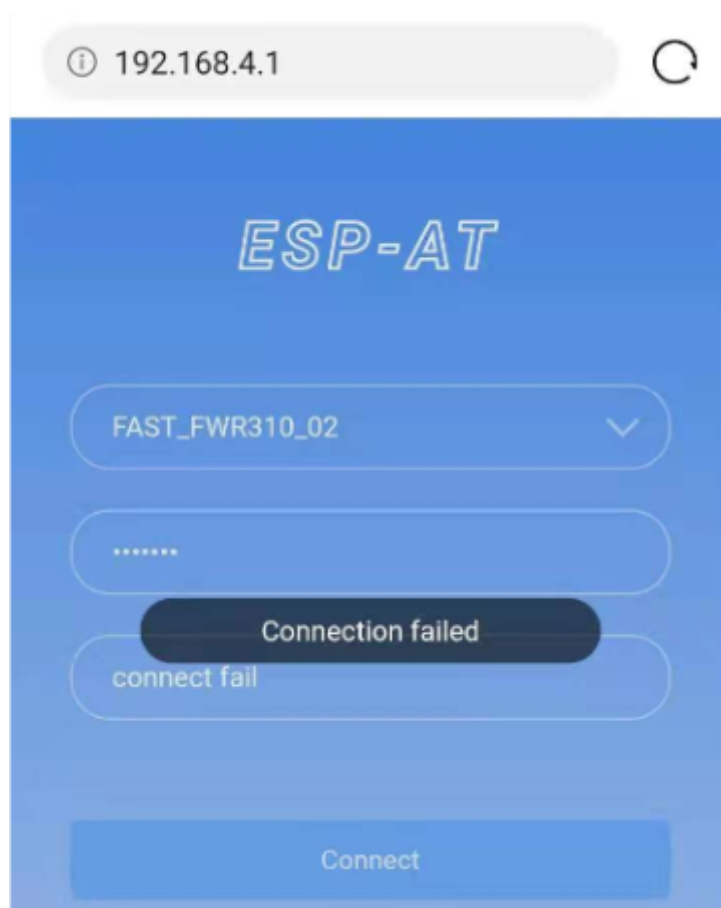 192.168.4.1
ESP-AT
FAST_FWR310_02
•••••••
Connection failed
connect fail
Connect